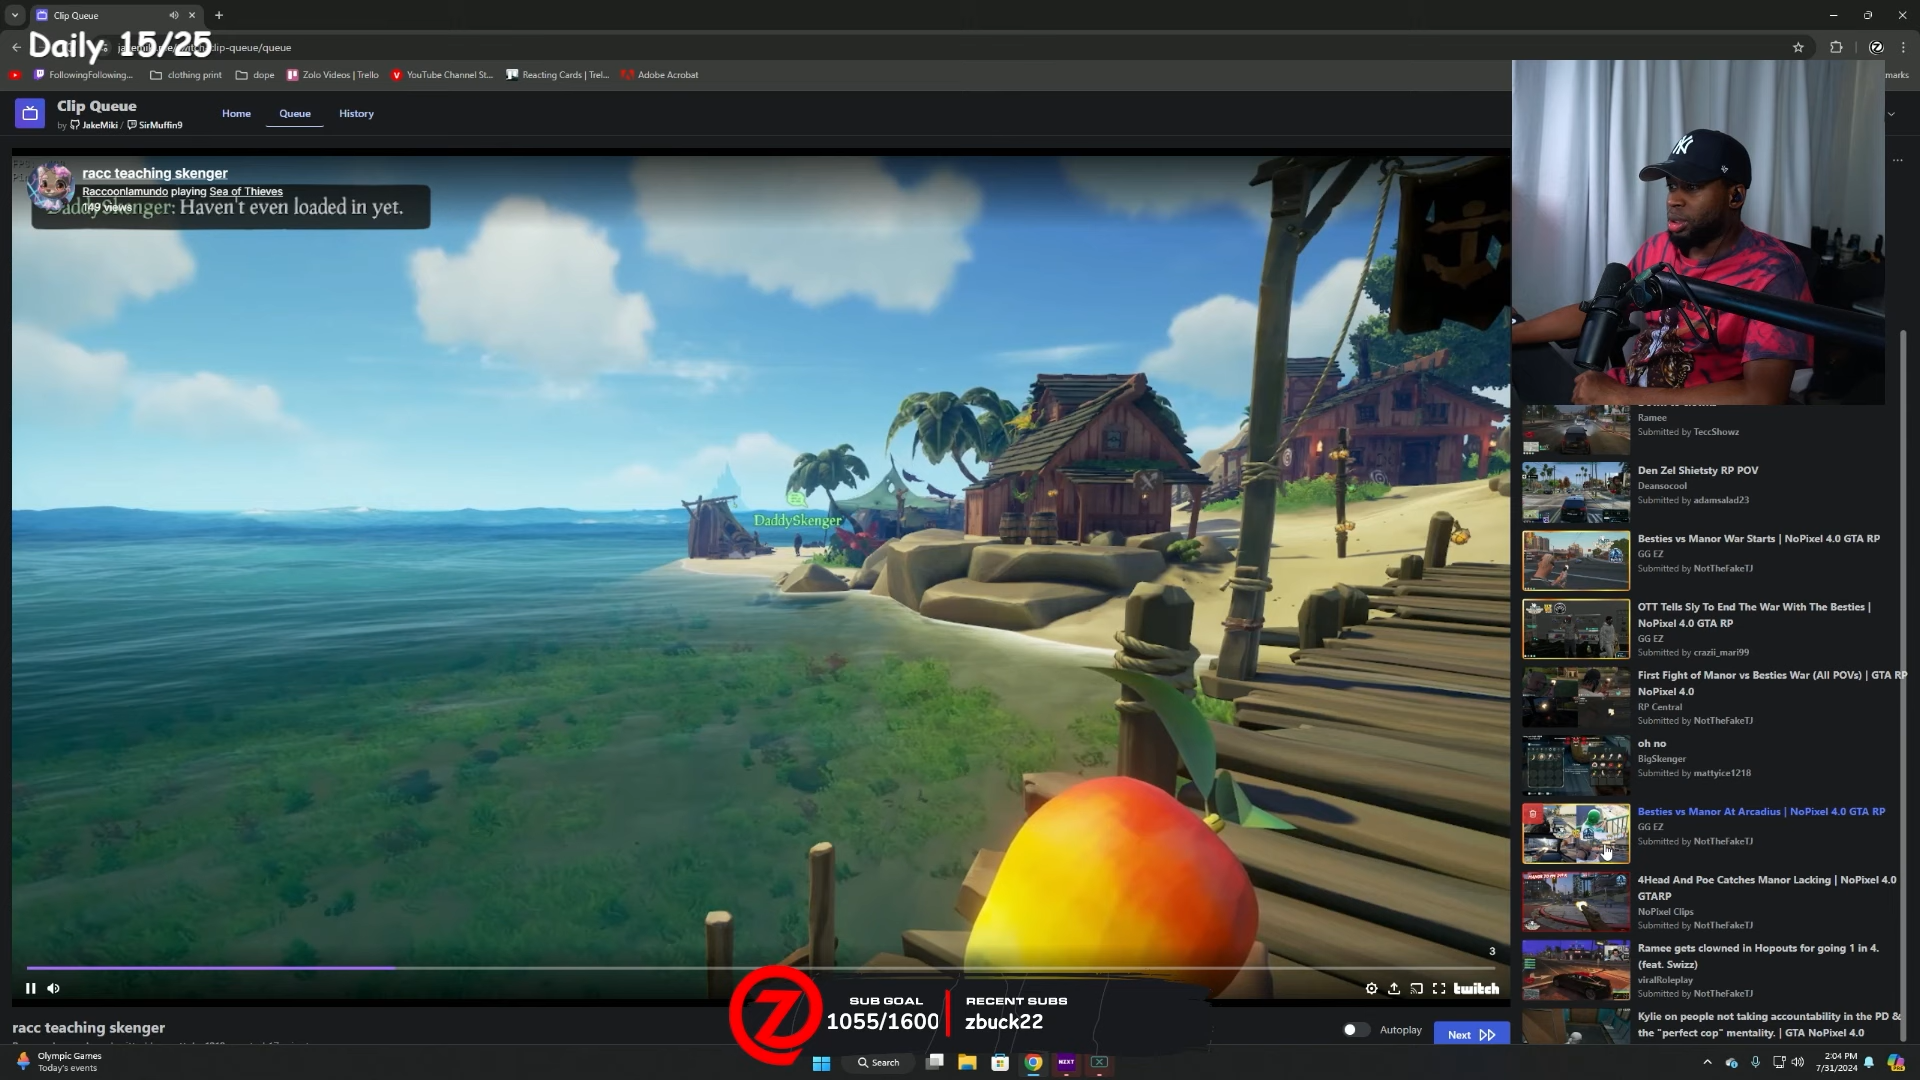 Clip Queue
Daily 15/25
clip-queue/queue
FollowingFollowing...
clothing print
dope
Zolo Videos | Trello
YouTube Channel St...
Reacting Cards | Trel...
Adobe Acrobat
Clip Queue
by JakeMiki / SirMuffin9
Home
Queue
History
racc teaching skenger
Raccoonlamundo playing Sea of Thieves
149 views
DaddySkenger: Haven't even loaded in yet.
DaddySkenger
3
twitch
Ramee
Submitted by TeccShowz
Den Zel Shietsty RP POV
Deansocool
Submitted by adamsalad23
Besties vs Manor War Starts | NoPixel 4.0 GTA RP
GG EZ
Submitted by NotTheFakeTJ
OTT Tells Sly To End The War With The Besties |
NoPixel 4.0 GTA RP
GG EZ
Submitted by crazii_mari99
First Fight of Manor vs Besties War (All POVs) | GTA RP
NoPixel 4.0
RP Central
Submitted by NotTheFakeTJ
oh no
BigSkenger
Submitted by mattyice1218
Besties vs Manor At Arcadius | NoPixel 4.0 GTA RP
GG EZ
Submitted by NotTheFakeTJ
4Head And Poe Catches Manor Lacking | NoPixel 4.0
GTARP
NoPixel Clips
Submitted by NotTheFakeTJ
Ramee gets clowned in Hopouts for going 1 in 4.
(feat. Swizz)
viralRoleplay
Submitted by NotTheFakeTJ
Kylie on people not taking accountability in the PD &
the "perfect cop" mentality. | GTA NoPixel 4.0
racc teaching skenger
Autoplay
Next
SUB GOAL
1055/1600
RECENT SUBS
zbuck22
Olympic Games
Today's events
Search
NZXT
2:04 PM
7/31/2024